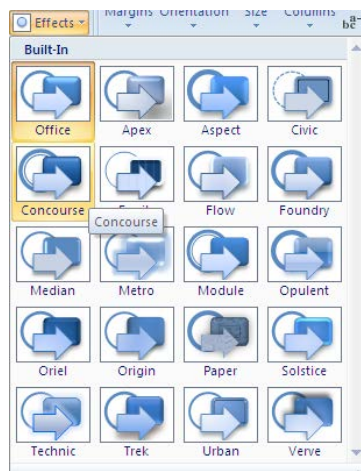 Effects
Margins Orientation Size Columns
Built-In
Office Apex Aspect Civic
Concourse Flow Foundry
Concourse
Median Metro Module Opulent
Oriel Origin Paper Solstice
Technic Trek Urban Verve